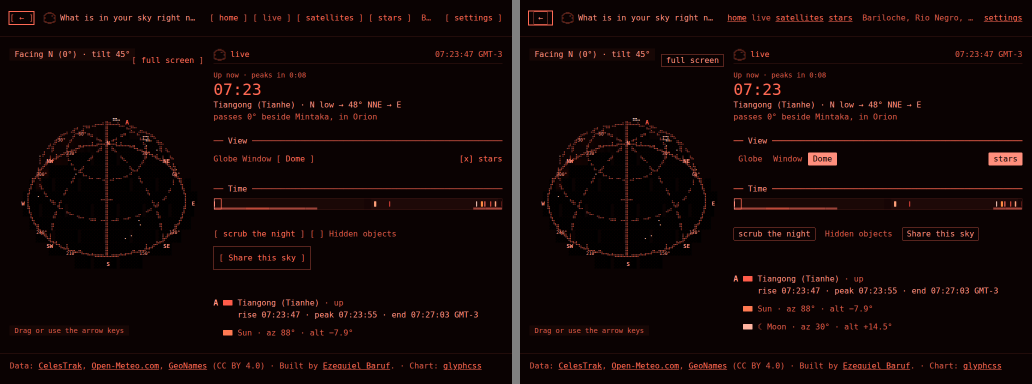 [ ← ] What is in your sky right n… [ home ] [ live ] [ satellites ] [ stars ] B… [ settings ]
Facing N (0°) · tilt 45° [ full screen ]
live 07:23:47 GMT-3
Up now · peaks in 0:08
07:23
Tiangong (Tianhe) · N low → 48° NNE → E
passes 0° beside Mintaka, in Orion
View
Globe Window [ Dome ] [x] stars
Time
[ scrub the night ] [ ] Hidden objects
[ Share this sky ]
A
N
NW NE
W E
SW SE
S
A Tiangong (Tianhe) · up
rise 07:23:47 · peak 07:23:55 · end 07:27:03 GMT-3
Sun · az 88° · alt −7.9°
Drag or use the arrow keys
Data: CelesTrak, Open-Meteo.com, GeoNames (CC BY 4.0) · Built by Ezequiel Baruf. · Chart: glyphcss
← What is in your sky right n… home live satellites stars Bariloche, Rio Negro, … settings
Facing N (0°) · tilt 45° full screen
live 07:23:47 GMT-3
Up now · peaks in 0:08
07:23
Tiangong (Tianhe) · N low → 48° NNE → E
passes 0° beside Mintaka, in Orion
View
Globe Window Dome stars
Time
scrub the night Hidden objects Share this sky
A
N
NW NE
W E
SW SE
S
A Tiangong (Tianhe) · up
rise 07:23:47 · peak 07:23:55 · end 07:27:03 GMT-3
Sun · az 88° · alt −7.9°
☾ Moon · az 30° · alt +14.5°
Drag or use the arrow keys
Data: CelesTrak, Open-Meteo.com, GeoNames (CC BY 4.0) · Built by Ezequiel Baruf. · Chart: glyphcss